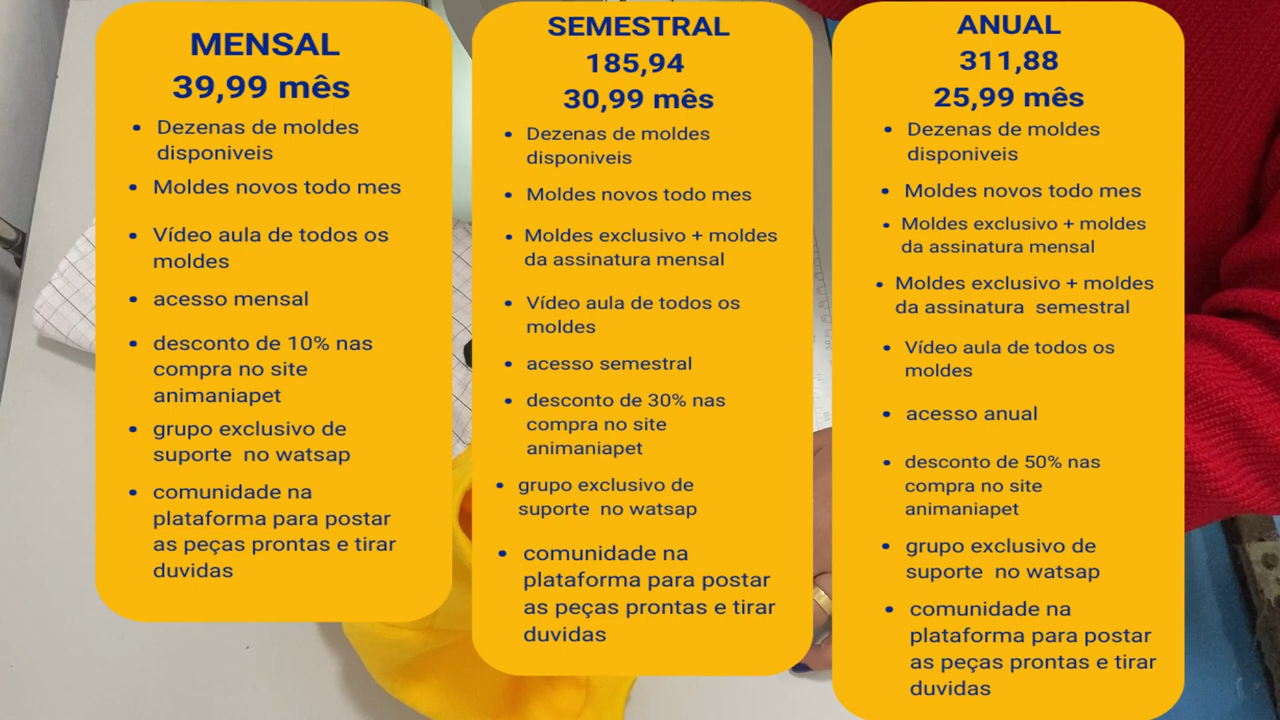 MENSAL
39,99 mês
• Dezenas de moldes
disponiveis
• Moldes novos todo mes
• Vídeo aula de todos os
moldes
• acesso mensal
• desconto de 10% nas
compra no site
animaniapet
• grupo exclusivo de
suporte no watsap
• comunidade na
plataforma para postar
as peças prontas e tirar
duvidas
SEMESTRAL
185,94
30,99 mês
• Dezenas de moldes
disponiveis
• Moldes novos todo mes
• Moldes exclusivo + moldes
da assinatura mensal
• Vídeo aula de todos os
moldes
• acesso semestral
• desconto de 30% nas
compra no site
animaniapet
• grupo exclusivo de
suporte no watsap
• comunidade na
plataforma para postar
as peças prontas e tirar
duvidas
ANUAL
311,88
25,99 mês
• Dezenas de moldes
disponiveis
• Moldes novos todo mes
• Moldes exclusivo + moldes
da assinatura mensal
• Moldes exclusivo + moldes
da assinatura semestral
• Vídeo aula de todos os
moldes
• acesso anual
• desconto de 50% nas
compra no site
animaniapet
• grupo exclusivo de
suporte no watsap
• comunidade na
plataforma para postar
as peças prontas e tirar
duvidas